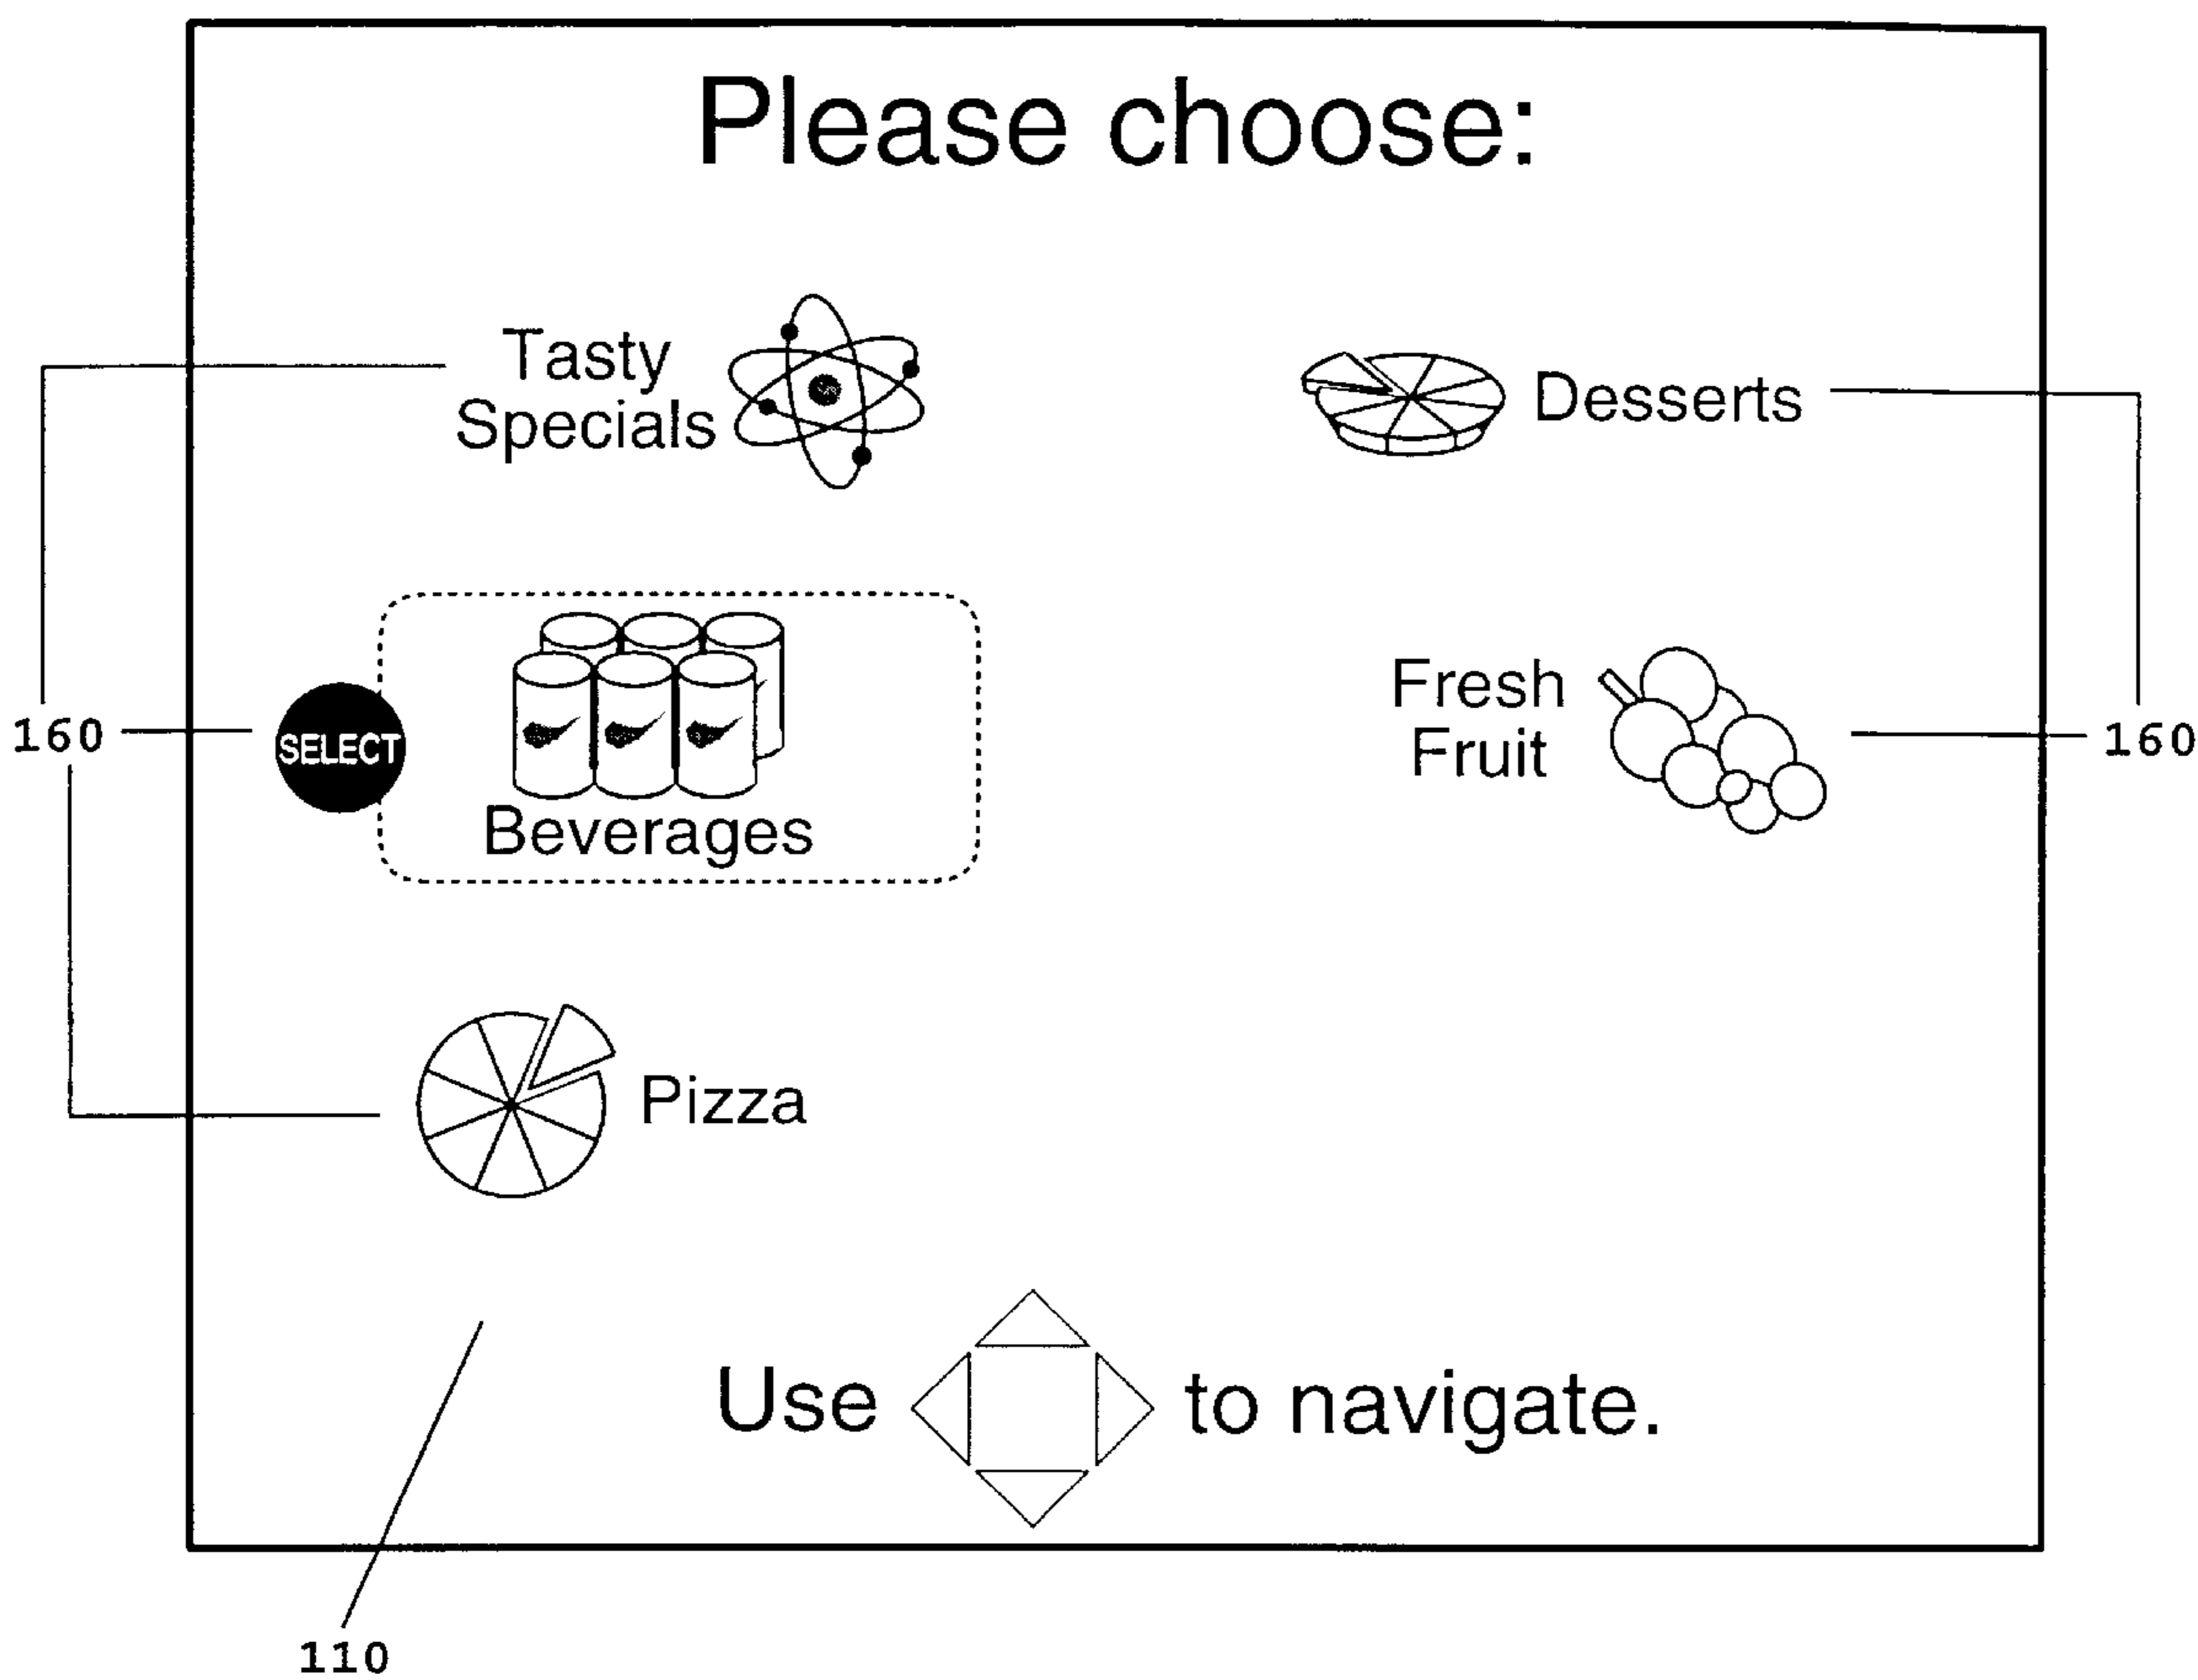 Please choose:
Tasty
Specials
Desserts
160
SELECT
Beverages
Fresh
Fruit
160
Pizza
Use to navigate.
110